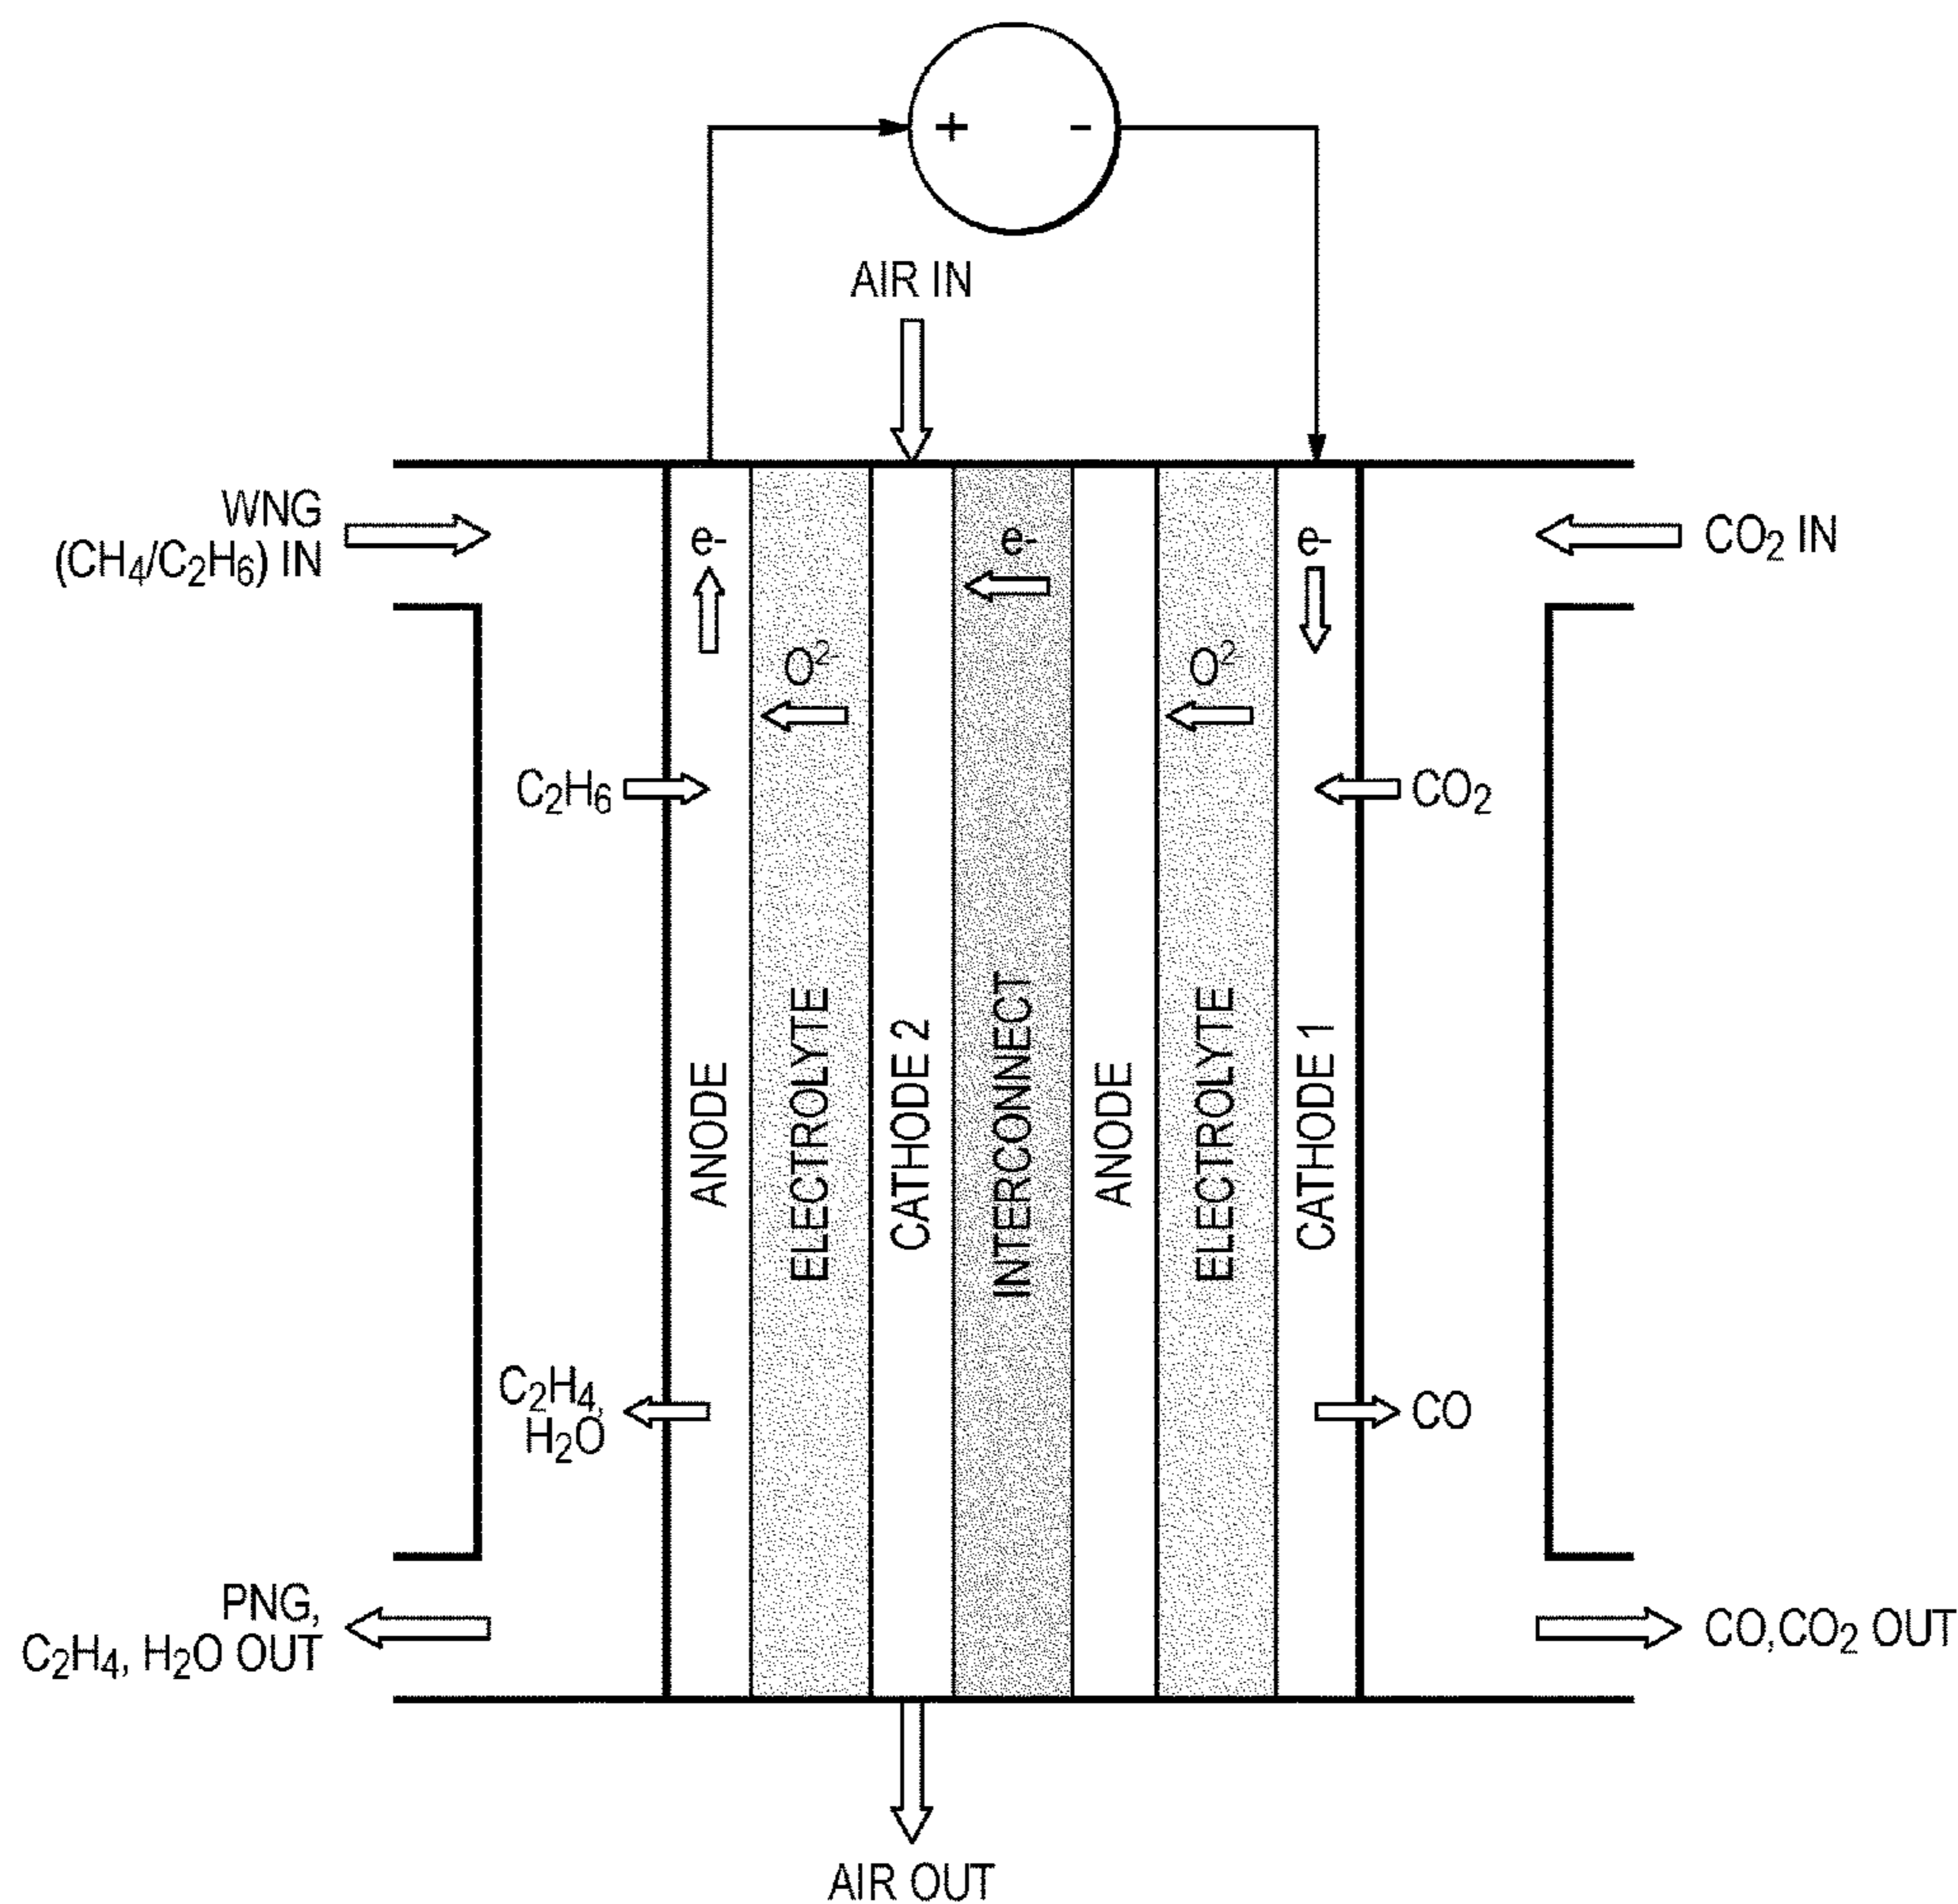 + -
AIR IN
WNG
(CH₄/C₂H₆) IN
e-
e-
e-
CO₂ IN
O²⁻
O²⁻
C₂H₆
CO₂
ANODE
ELECTROLYTE
CATHODE 2
INTERCONNECT
ANODE
ELECTROLYTE
CATHODE 1
C₂H₄,
H₂O
CO
PNG,
C₂H₄, H₂O OUT
CO,CO₂ OUT
AIR OUT